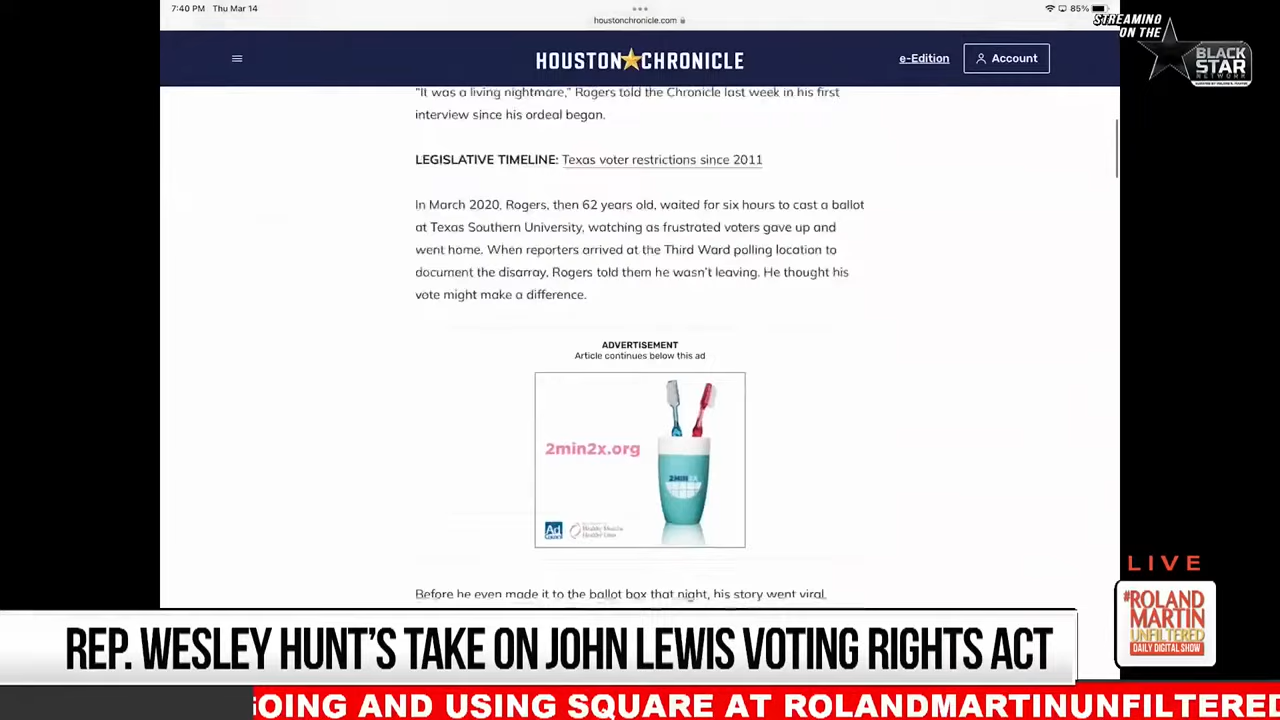 7:40 PM Thu Mar 14
houstonchronicle.com
85%
STREAMING
ON THE
BLACK
STAR
NETWORK
HOUSTON CHRONICLE
e-Edition
Account
"It was a living nightmare," Rogers told the Chronicle last week in his first
interview since his ordeal began.
LEGISLATIVE TIMELINE: Texas voter restrictions since 2011
In March 2020, Rogers, then 62 years old, waited for six hours to cast a ballot
at Texas Southern University, watching as frustrated voters gave up and
went home. When reporters arrived at the Third Ward polling location to
document the disarray, Rogers told them he wasn't leaving. He thought his
vote might make a difference.
ADVERTISEMENT
Article continues below this ad
2min2x.org
Ad
Before he even made it to the ballot box that night, his story went viral.
LIVE
#ROLAND
MARTIN
UNFILTERED
DAILY DIGITAL SHOW
REP. WESLEY HUNT'S TAKE ON JOHN LEWIS VOTING RIGHTS ACT
GOING AND USING SQUARE AT ROLANDMARTINUNFILTERED